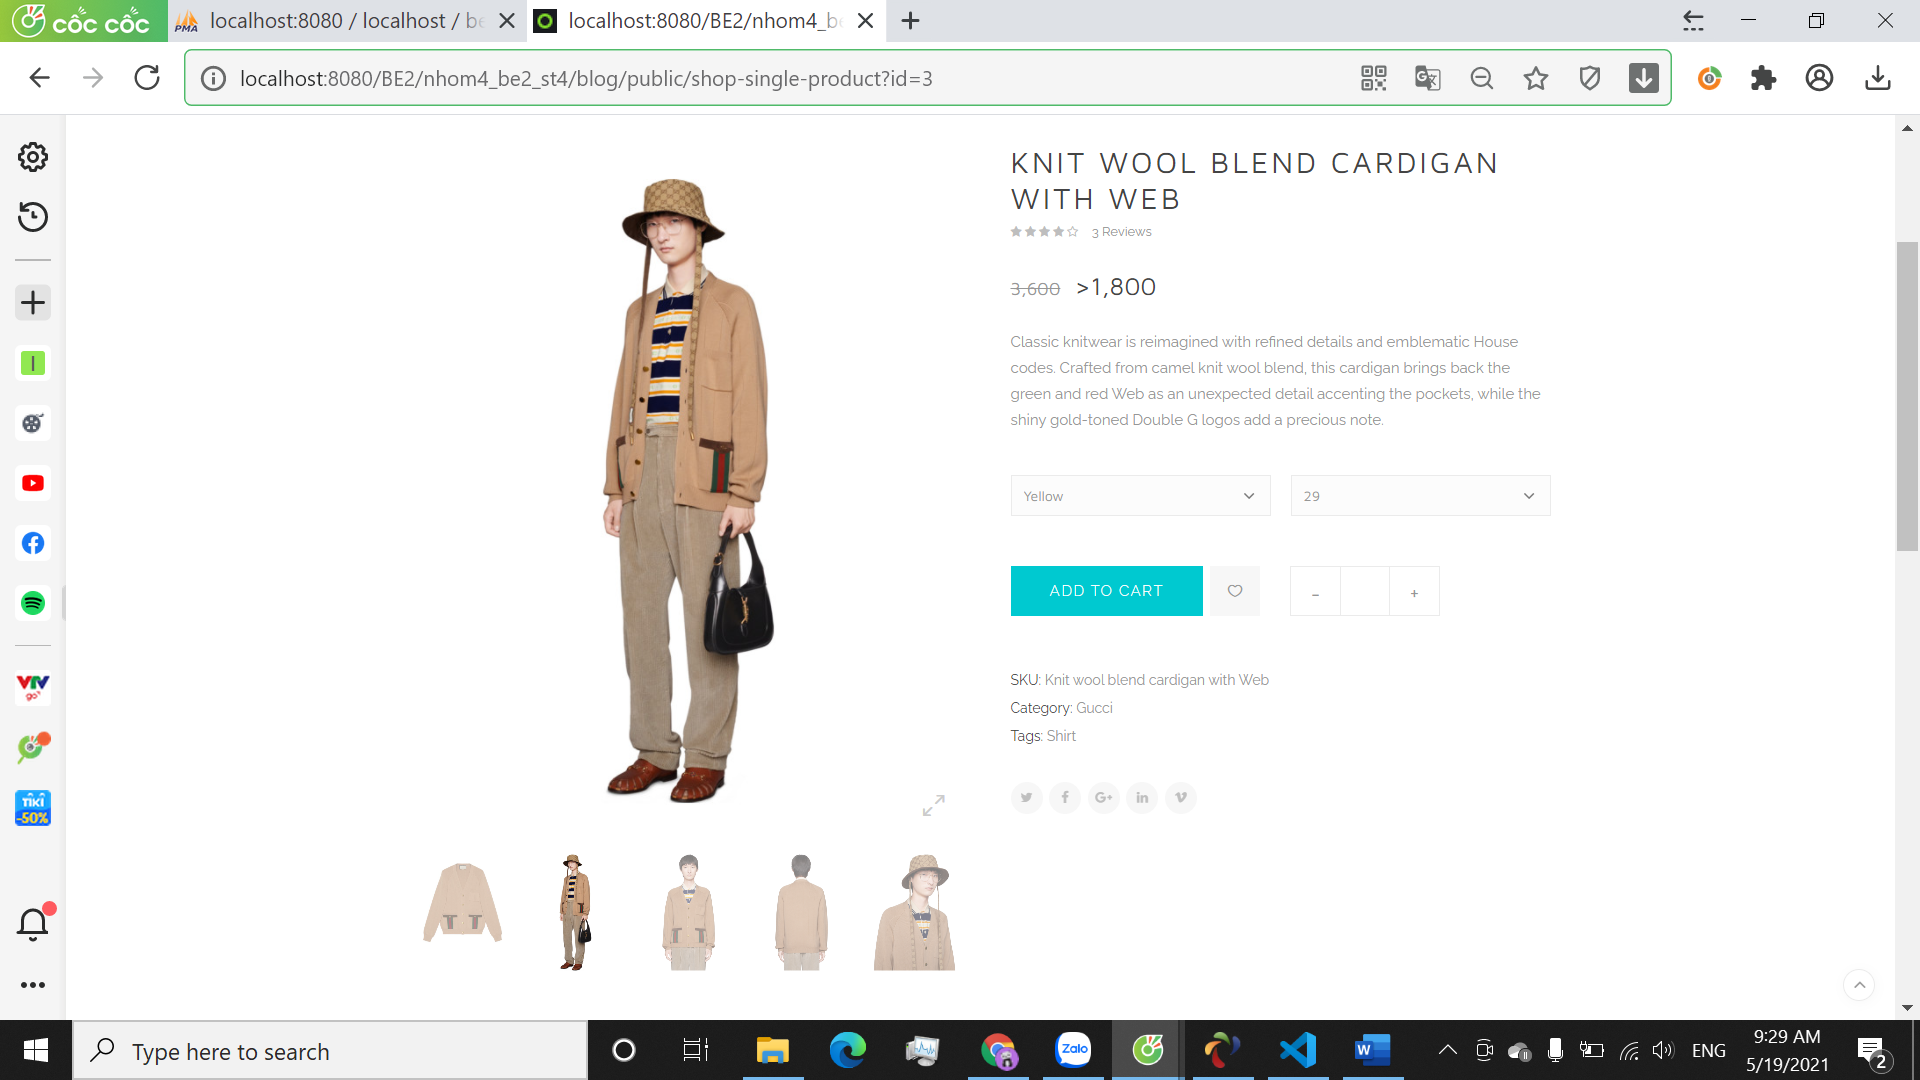 cốc cốc
PMA localhost:8080 / localhost / be
localhost:8080/BE2/nhom4_be
localhost:8080/BE2/nhom4_be2_st4/blog/public/shop-single-product?id=3
KNIT WOOL BLEND CARDIGAN
WITH WEB
3 Reviews
3,600 >1,800
Classic knitwear is reimagined with refined details and emblematic House
codes. Crafted from camel knit wool blend, this cardigan brings back the
green and red Web as an unexpected detail accenting the pockets, while the
shiny gold-toned Double G logos add a precious note.
Yellow 29
ADD TO CART - +
SKU: Knit wool blend cardigan with Web
Category: Gucci
Tags: Shirt
I
VTV
go
TIKI
-50%
Type here to search
Zalo
W
ENG
9:29 AM
5/19/2021
2